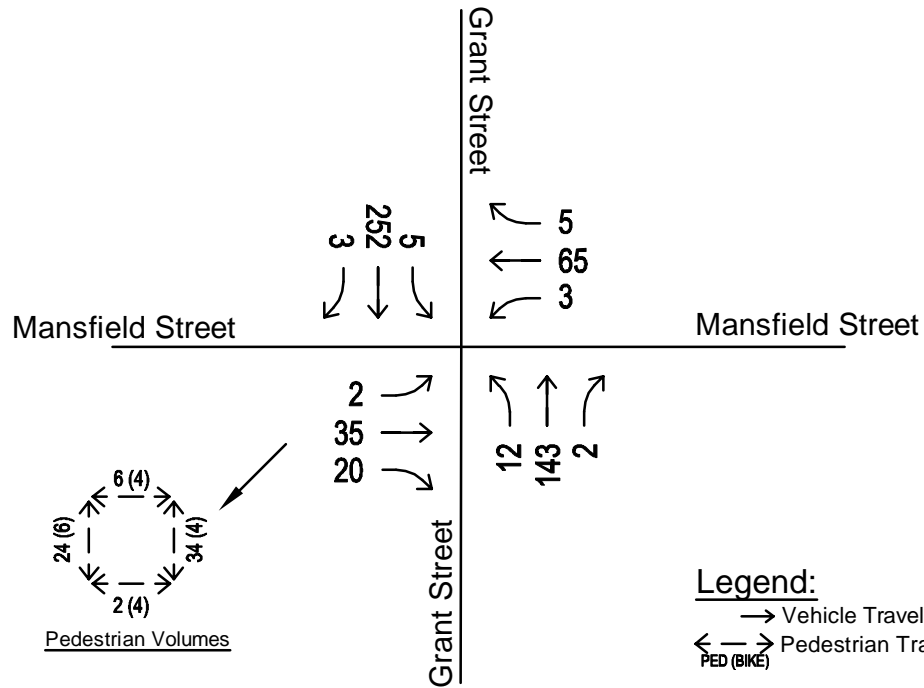 Grant Street
3
252
5
5
65
3
Mansfield Street
Mansfield Street
2
35
20
12
143
2
6 (4)
24 (6)
34 (4)
2 (4)
Pedestrian Volumes
Grant Street
Legend:
Vehicle Travel
Pedestrian Tra
PED (BIKE)